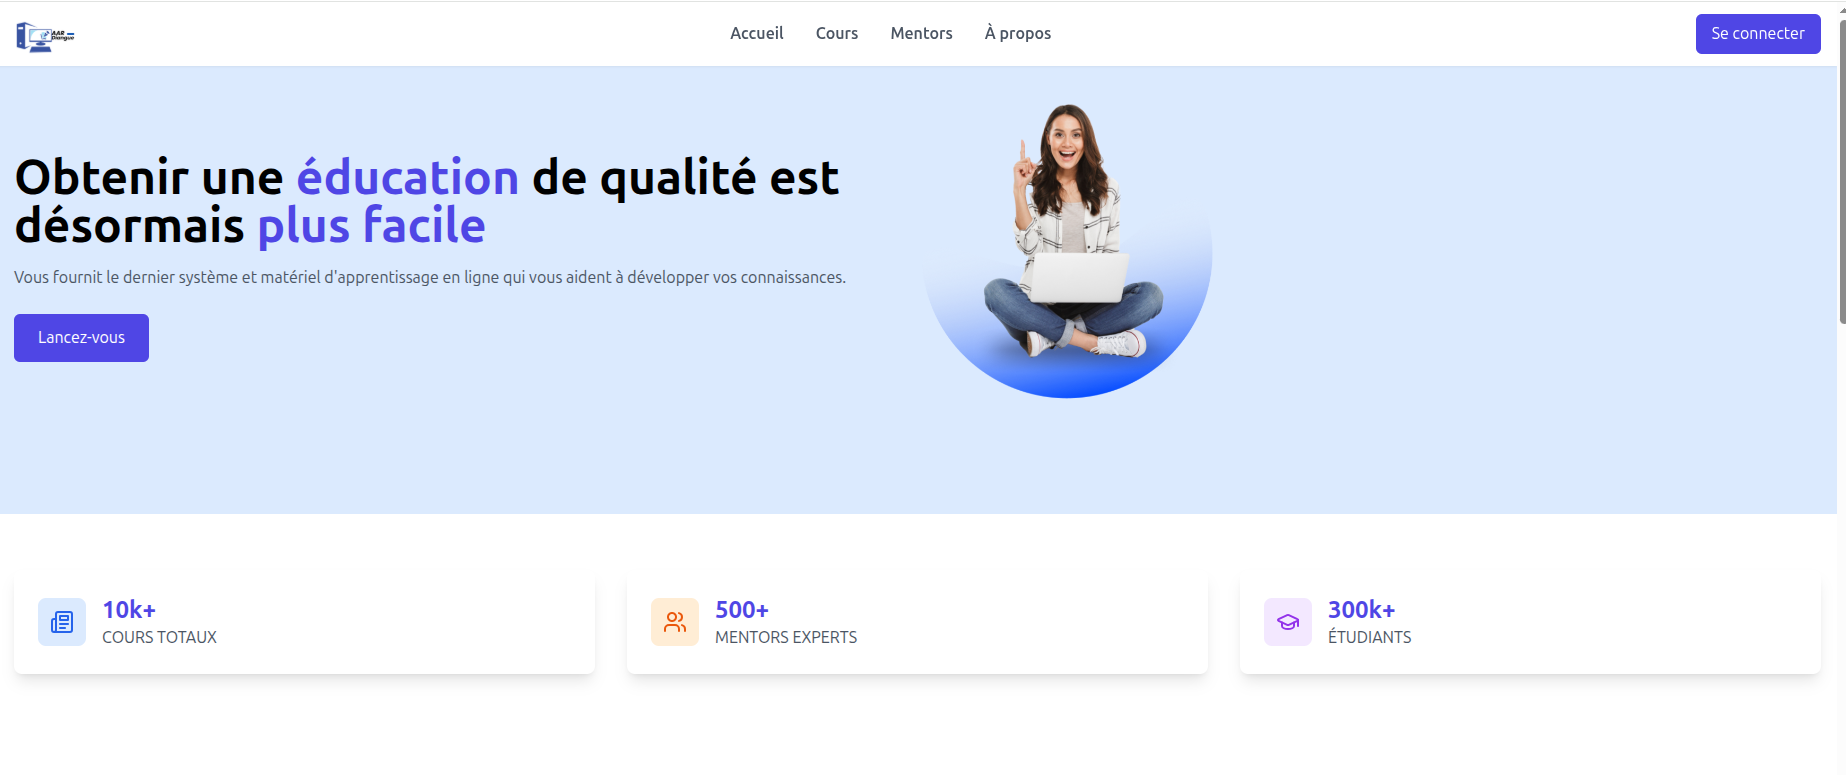 AAR
Diangue
Accueil
Cours
Mentors
À propos
Se connecter
Obtenir une éducation de qualité est
désormais plus facile
Vous fournit le dernier système et matériel d'apprentissage en ligne qui vous aident à développer vos connaissances.
Lancez-vous
10k+
COURS TOTAUX
500+
MENTORS EXPERTS
300k+
ÉTUDIANTS